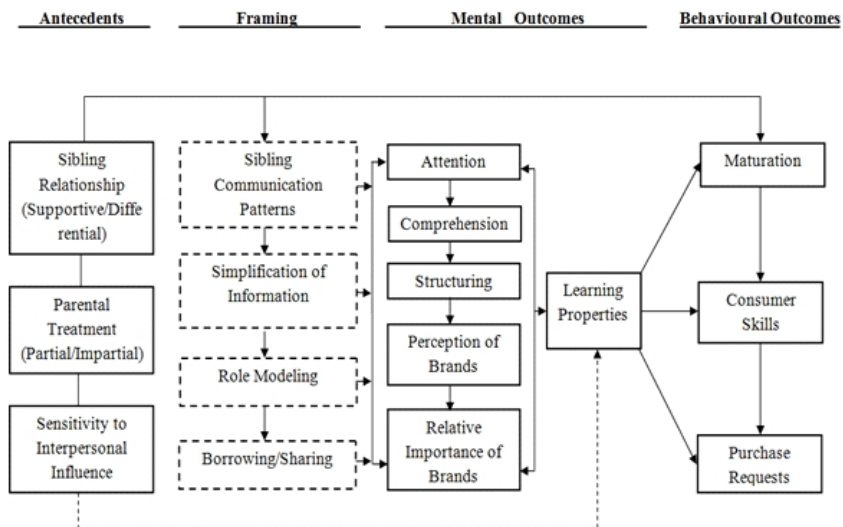 Antecedents
Framing
Mental Outcomes
Behavioural Outcomes
Sibling
Relationship
(Supportive/Diffe
rential)
Parental
Treatment
(Partial/Impartial)
Sensitivity to
Interpersonal
Influence
Sibling
Communication
Patterns
Simplification of
Information
Role Modeling
Borrowing/Sharing
Attention
Comprehension
Structuring
Perception of
Brands
Relative
Importance of
Brands
Learning
Properties
Maturation
Consumer
Skills
Purchase
Requests